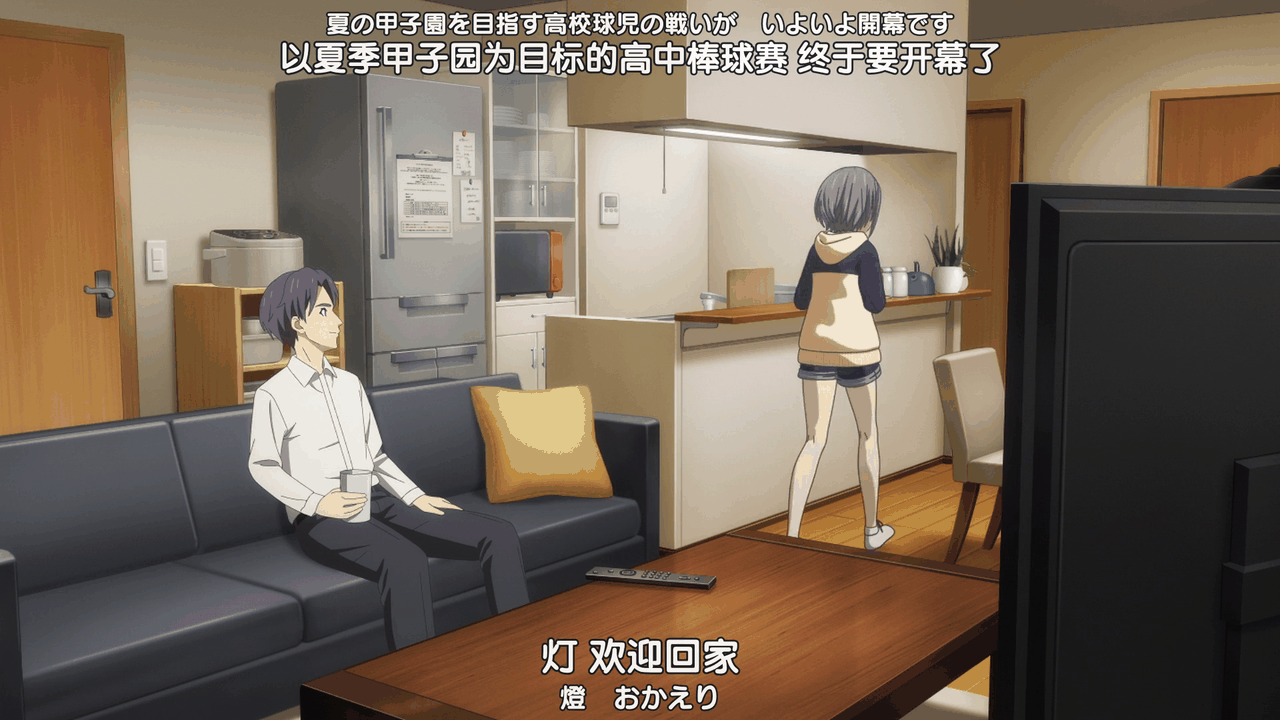 夏の甲子園を目指す高校球児の戦いが　いよいよ開幕です
以夏季甲子园为目标的高中棒球赛 终于要开幕了
灯 欢迎回家
燈　おかえり